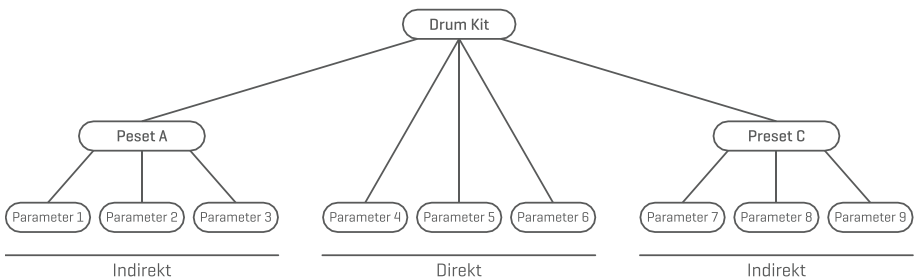 Drum Kit
Peset A
Preset C
Parameter 1 Parameter 2 Parameter 3 Parameter 4 Parameter 5 Parameter 6 Parameter 7 Parameter 8 Parameter 9
Indirekt Direkt Indirekt